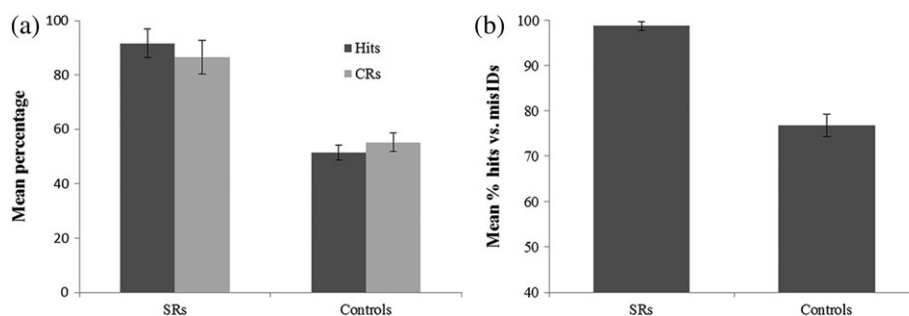 (a)
Mean percentage
100
80
60
40
20
0
Hits
CRs
SRs
Controls
(b)
Mean % hits vs. misIDs
100
90
80
70
60
50
40
SRs
Controls